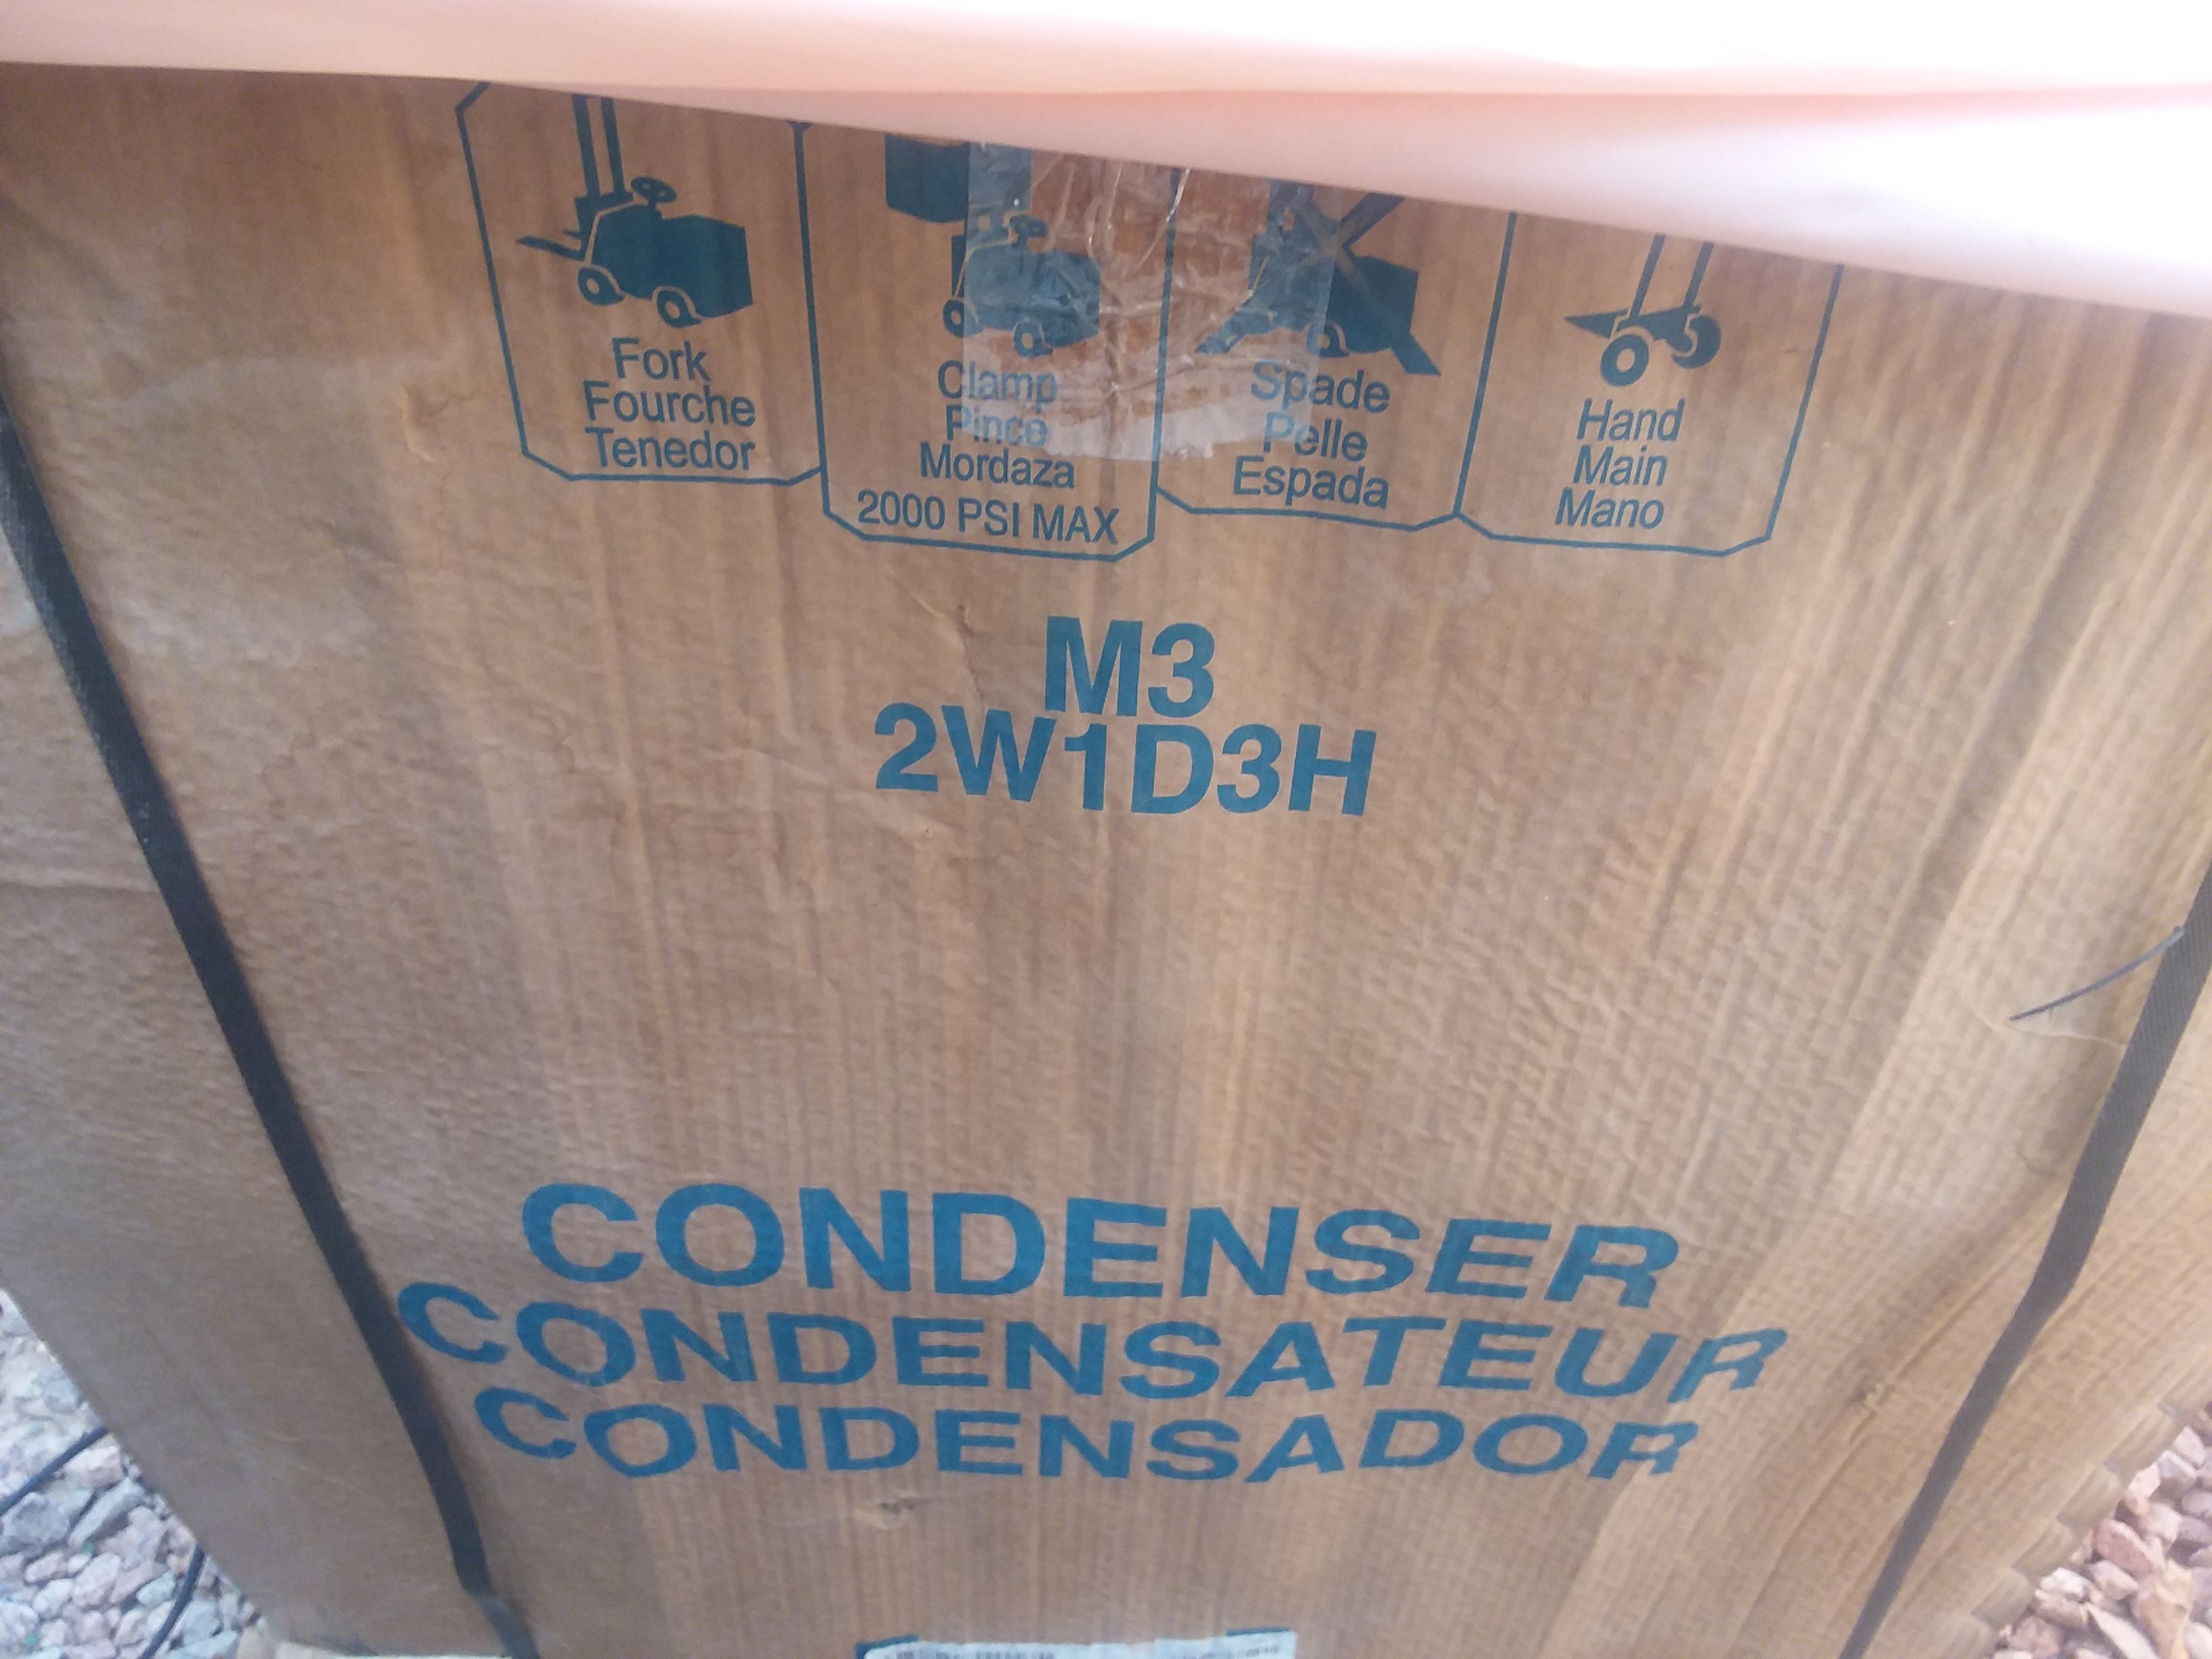 Fork
Fourche
Tenedor
Clamp
Pince
Mordaza
2000 PSI MAX
Spade
Pelle
Espada
Hand
Main
Mano
M3
2W1D3H
CONDENSER
CONDENSATEUR
CONDENSADOR